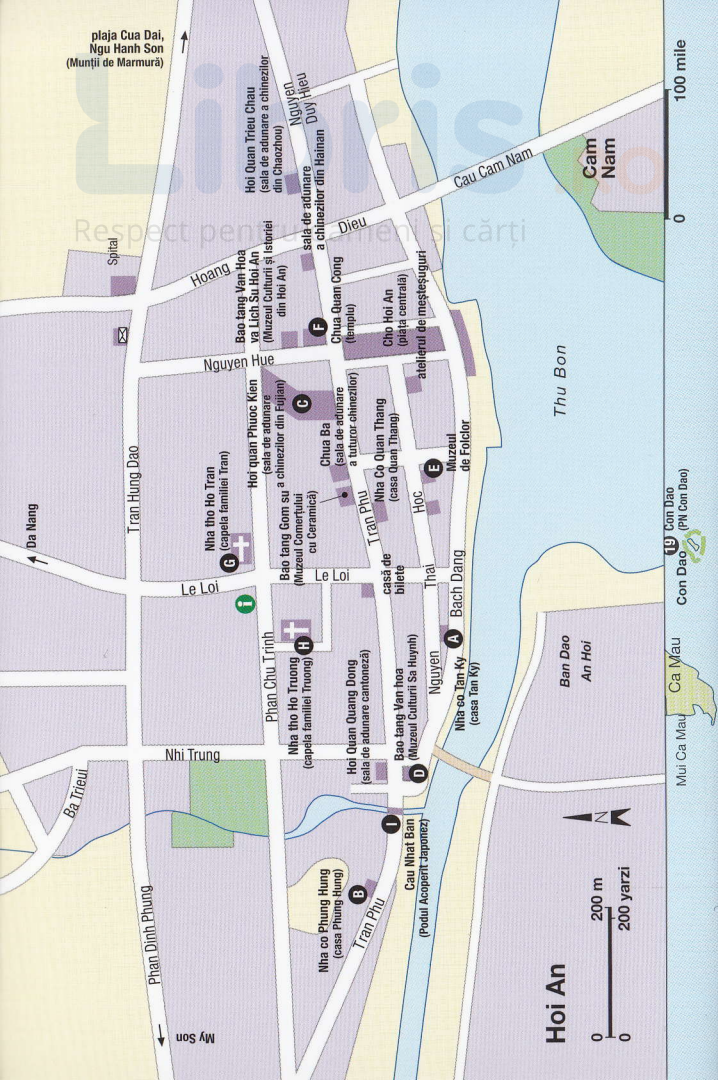 plaja Cua Dai,
Ngu Hanh Son
(Munții de Marmură)
Libris
.ro
Respect pentru oameni și cărți
Spital
Hoi Quan Trieu Chau
(sala de adunare a chinezilor
din Chaozhou)
Nguyen
Duy Hieu
sala de adunare
a chinezilor din Hainan
Hoang
Dieu
Cau Cam Nam
Cam
Nam
0
100 mile
Bao tang Van Hoa
va Lich Su Hoi An
(Muzeul Culturii și Istoriei
din Hoi An)
F
Chua Quan Cong
(templu)
Cho Hoi An
(piața centrală)
atelierul de meșteșuguri
Nguyen Hue
Thu Bon
Hoi quan Phuoc Kien
(sala de adunare
a chinezilor din Fujian)
C
Chua Ba
(sala de adunare
a tuturor chinezilor)
Nha Co Quan Thang
(casa Quan Thang)
E
Muzeul
de Folclor
Tran Hung Dao
Da Nang
Nha tho Ho Tran
(capela familiei Tran)
G
Bao tang Gom su
(Muzeul Comerțului
cu Ceramică)
Tran Phu
Hoc
Thai
Nguyen
Le Loi
Le Loi
i
casă de
bilete
Bach Dang
19
Con Dao
(PN Con Dao)
Con Dao
Phan Chu Trinh
H
Nha tho Ho Truong
(capela familiei Truong)
Hoi Quan Quang Dong
(sala de adunare cantoneză)
Bao tang Van hoa
(Muzeul Culturii Sa Huynh)
D
A
Nha co Tan Ky
(casa Tan Ky)
Ban Dao
An Hoi
Ca Mau
Mui Ca Mau
Nhi Trung
Ba Trieui
I
Cau Nhat Ban
(Podul Acoperit Japonez)
N
Phan Dinh Phung
Nha co Phung Hung
(casa Phung Hung)
B
Tran Phu
My Son
Hoi An
0
200 m
0
200 yarzi